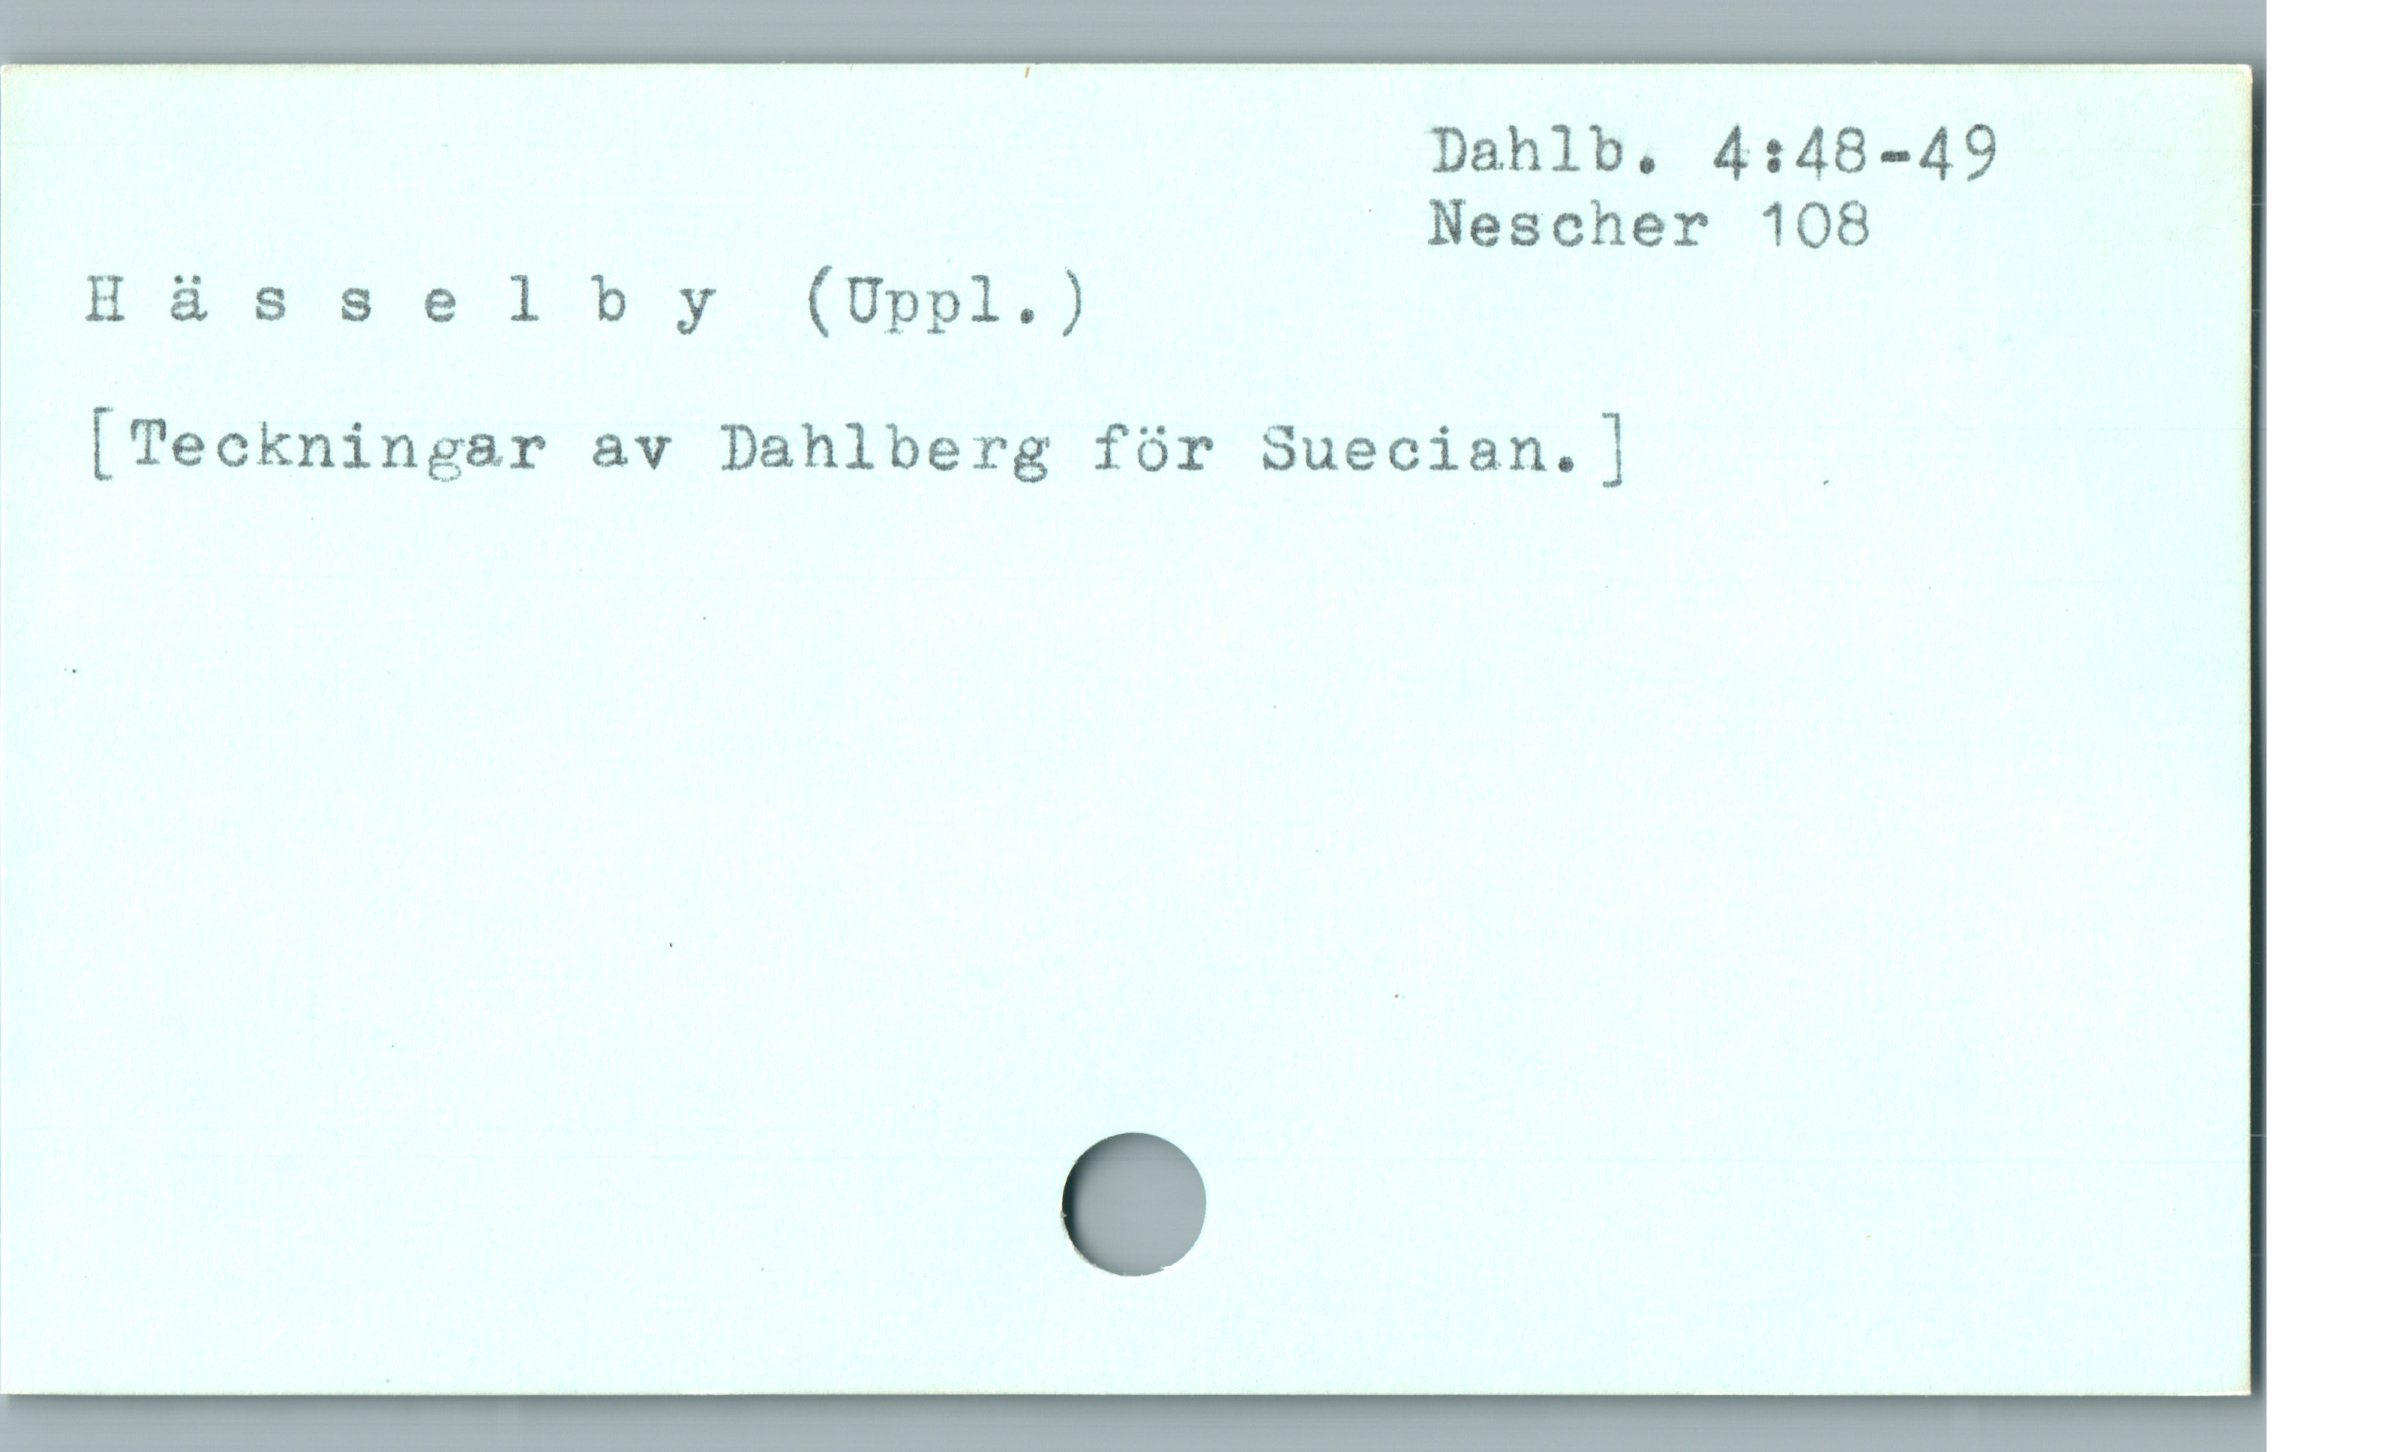 Dahlb. 4:48-49
Nescher 108
H ä s s e l b y (Uppl.)
[Teckningar av Dahlberg för Suecian.]